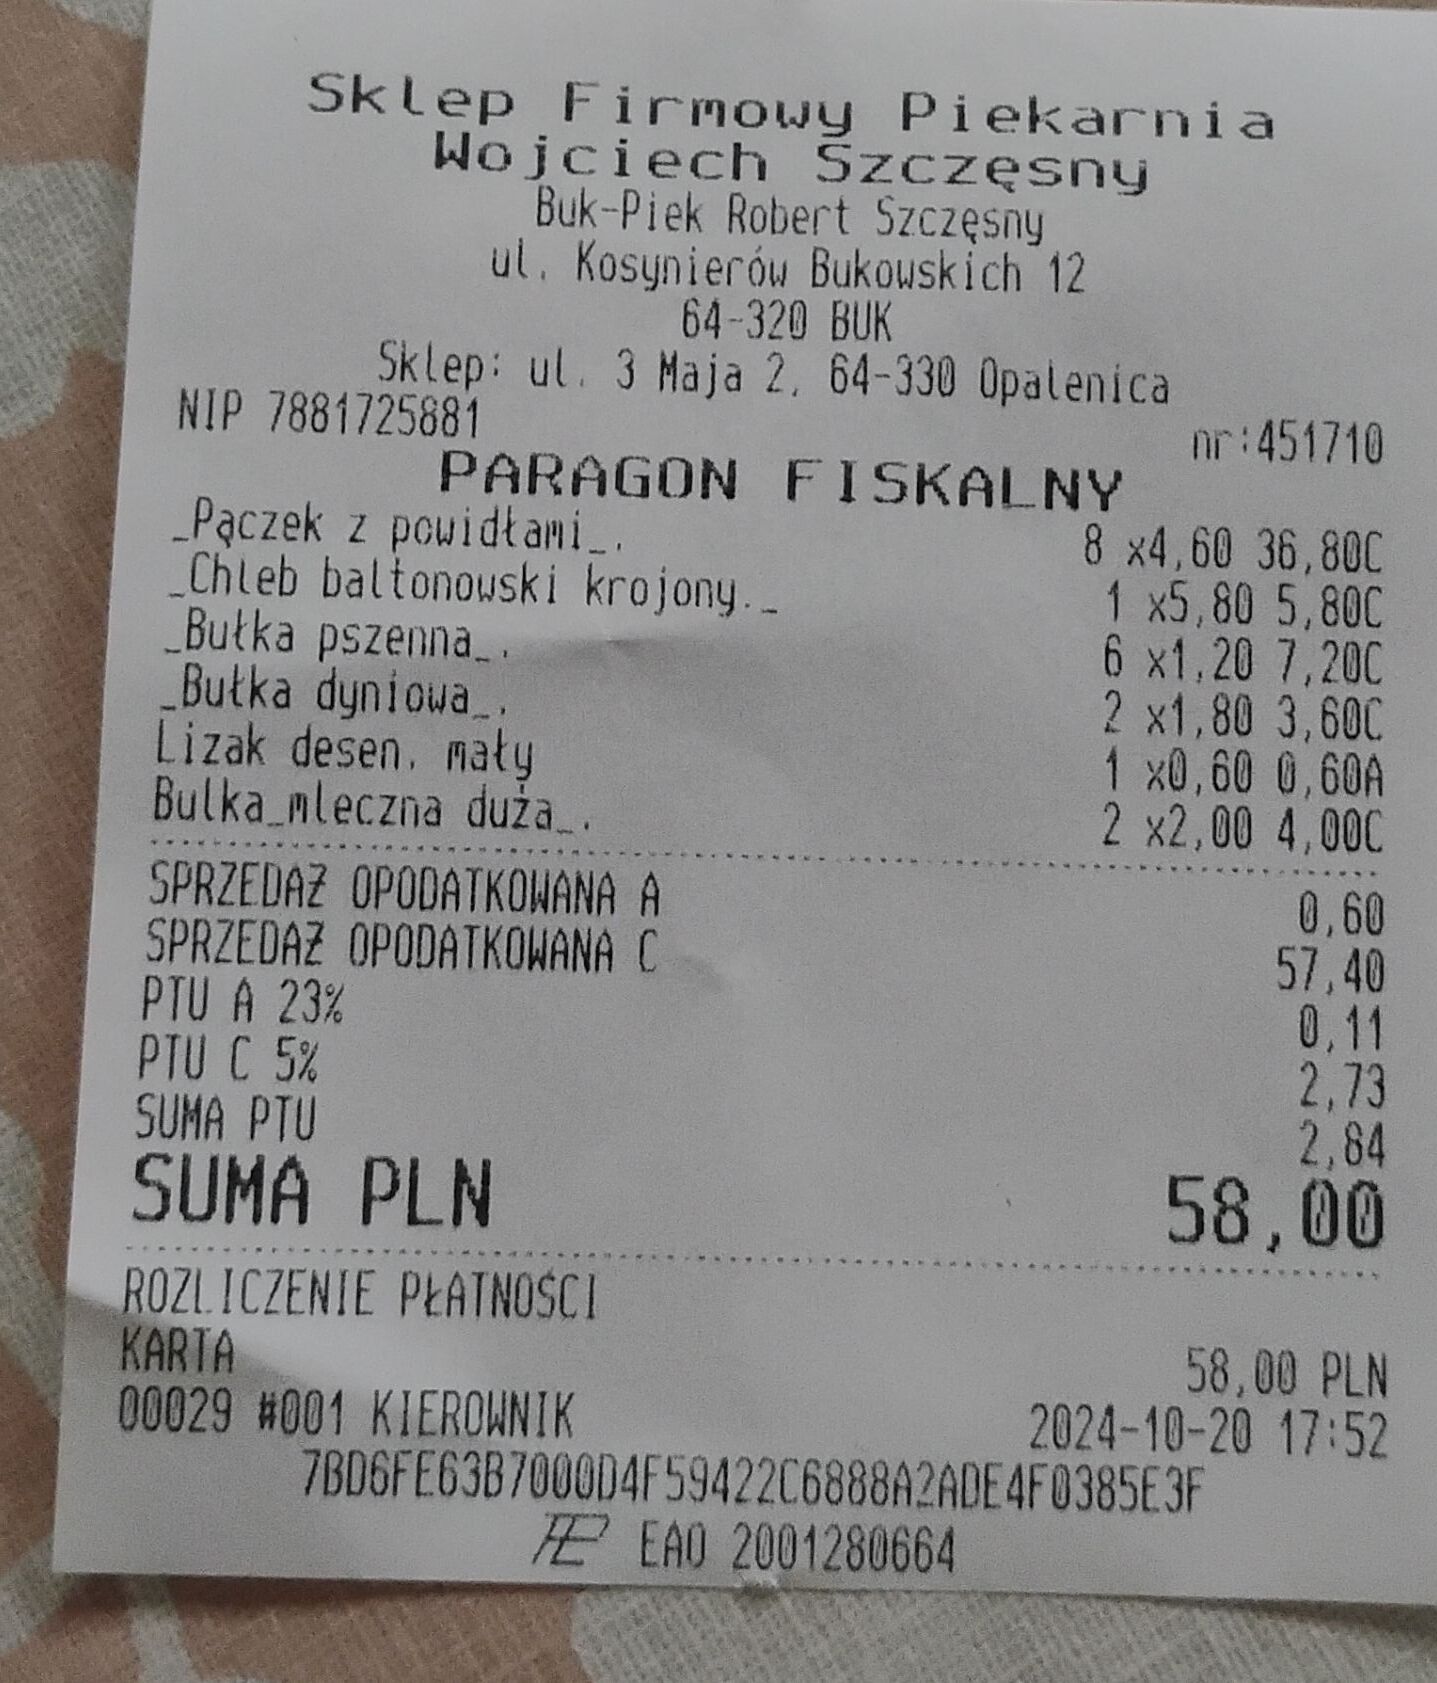 Sklep Firmowy Piekarnia
Wojciech Szczęsny
Buk-Piek Robert Szczęsny
ul. Kosynierów Bukowskich 12
64-320 BUK
Sklep: ul. 3 Maja 2, 64-330 Opalenica
NIP 7881725881 nr:451710
PARAGON FISKALNY
_Pączek z powidłami_. 8 x4,60 36,80C
_Chleb baltonowski krojony._ 1 x5,80 5,80C
_Bułka pszenna_. 6 x1,20 7,20C
_Bułka dyniowa_. 2 x1,80 3,60C
Lizak desen. mały 1 x0,60 0,60A
Bulka_mleczna duża_. 2 x2,00 4,00C
SPRZEDAŻ OPODATKOWANA A 0,60
SPRZEDAŻ OPODATKOWANA C 57,40
PTU A 23% 0,11
PTU C 5% 2,73
SUMA PTU 2,84
SUMA PLN 58,00
ROZLICZENIE PŁATNOŚCI
KARTA 58,00 PLN
00029 #001 KIEROWNIK 2024-10-20 17:52
7BD6FE63B7000D4F59422C6888A2ADE4F0385E3F
EAO 2001280664